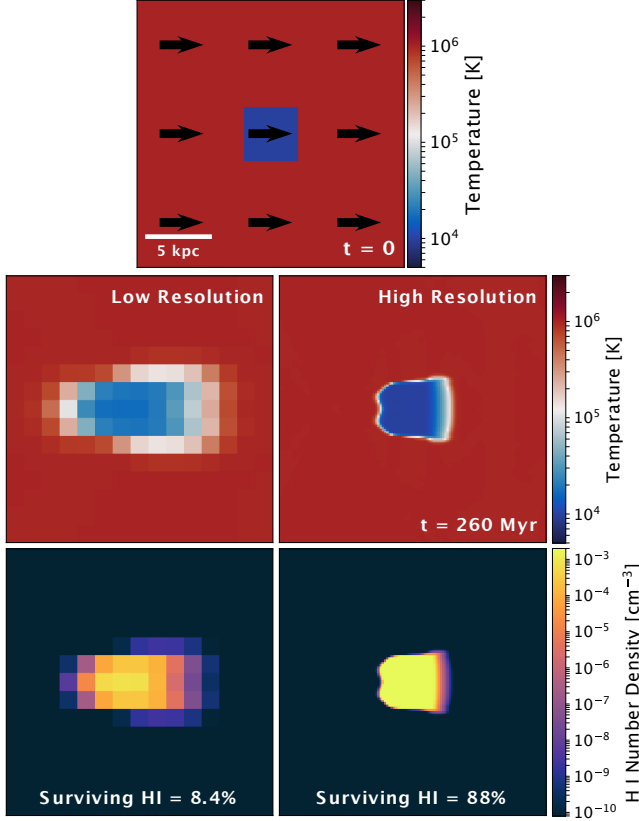 10^6
10^5
10^4
Temperature [K]
5 kpc
t = 0
Low Resolution
High Resolution
10^6
10^5
10^4
Temperature [K]
t = 260 Myr
10^-3
10^-4
10^-5
10^-6
10^-7
10^-8
10^-9
10^-10
H I Number Density [cm^-3]
Surviving HI = 8.4%
Surviving HI = 88%